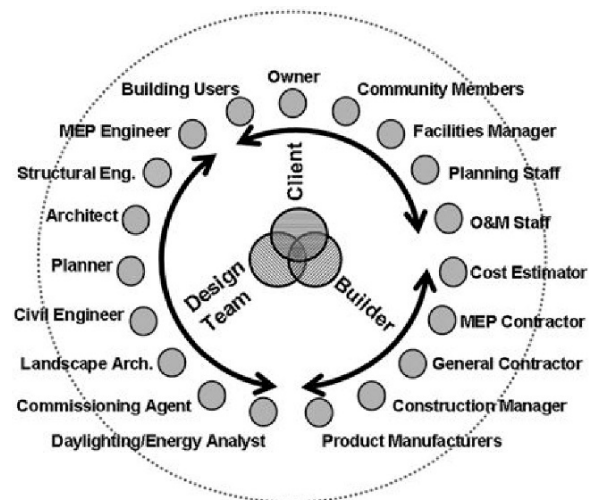 Owner
Building Users
Community Members
MEP Engineer
Facilities Manager
Structural Eng.
Planning Staff
Client
Architect
O&M Staff
Planner
Cost Estimator
Design
Team
Builder
Civil Engineer
MEP Contractor
Landscape Arch.
General Contractor
Commissioning Agent
Construction Manager
Daylighting/Energy Analyst
Product Manufacturers